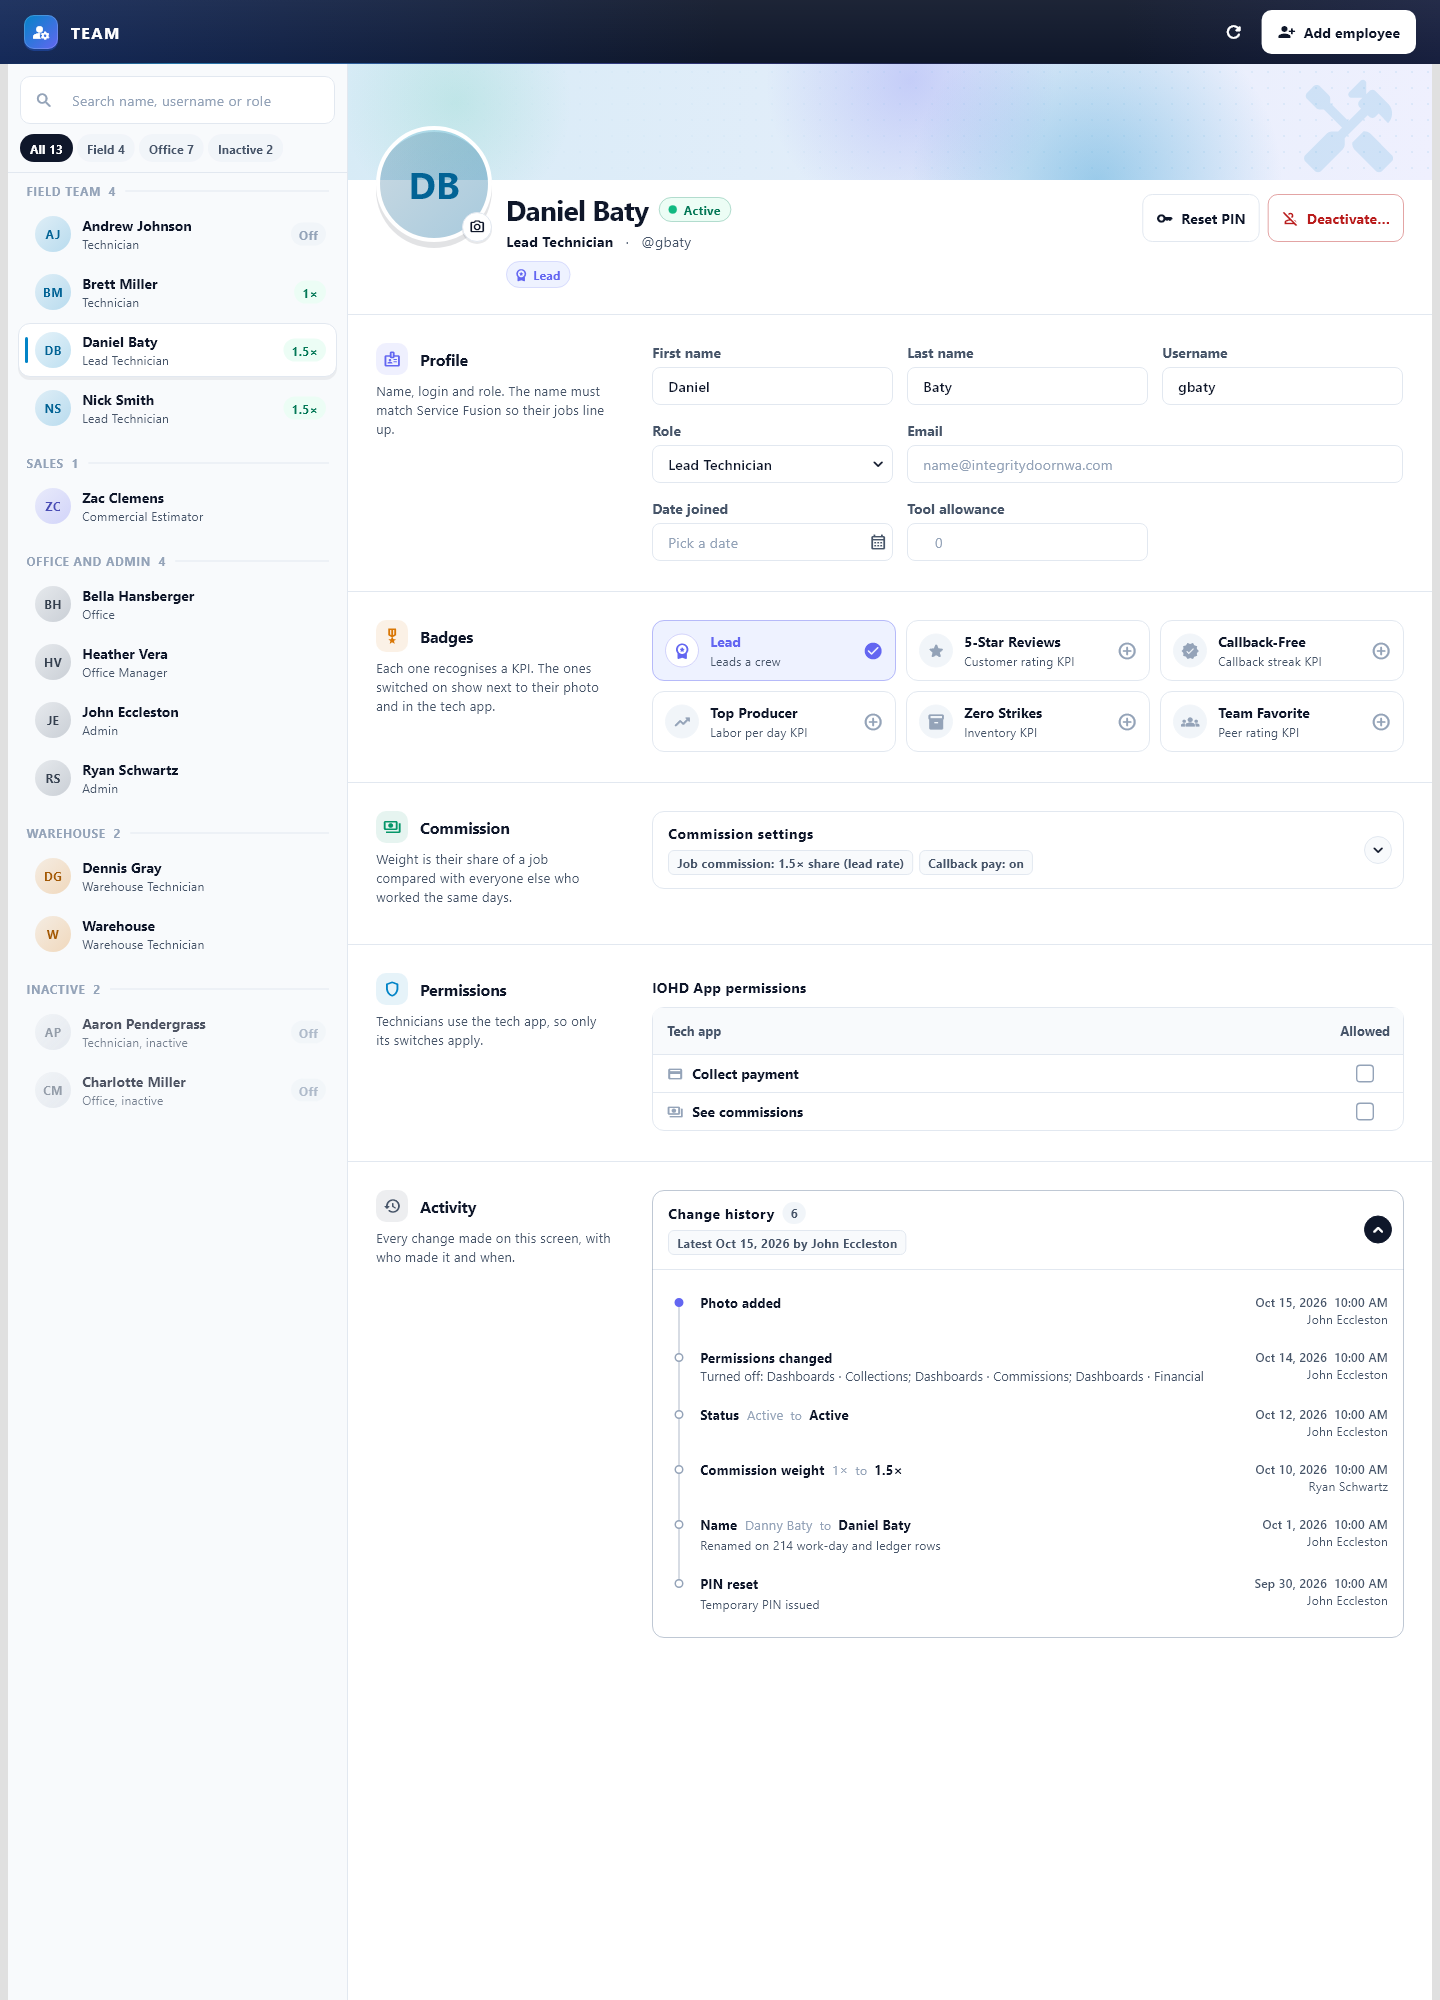 TEAM
Add employee
Search name, username or role
All 13
Field 4
Office 7
Inactive 2
FIELD TEAM 4
AJ
Andrew Johnson
Technician
Off
BM
Brett Miller
Technician
1×
DB
Daniel Baty
Lead Technician
1.5×
NS
Nick Smith
Lead Technician
1.5×
SALES 1
ZC
Zac Clemens
Commercial Estimator
OFFICE AND ADMIN 4
BH
Bella Hansberger
Office
HV
Heather Vera
Office Manager
JE
John Eccleston
Admin
RS
Ryan Schwartz
Admin
WAREHOUSE 2
DG
Dennis Gray
Warehouse Technician
W
Warehouse
Warehouse Technician
INACTIVE 2
AP
Aaron Pendergrass
Technician, inactive
Off
CM
Charlotte Miller
Office, inactive
Off
DB
Daniel Baty
Active
Lead Technician · @gbaty
Lead
Reset PIN
Deactivate...
Profile
Name, login and role. The name must
match Service Fusion so their jobs line
up.
First name
Daniel
Last name
Baty
Username
gbaty
Role
Lead Technician
Email
name@integritydoornwa.com
Date joined
Pick a date
Tool allowance
0
Badges
Each one recognises a KPI. The ones
switched on show next to their photo
and in the tech app.
Lead
Leads a crew
5-Star Reviews
Customer rating KPI
Callback-Free
Callback streak KPI
Top Producer
Labor per day KPI
Zero Strikes
Inventory KPI
Team Favorite
Peer rating KPI
Commission
Weight is their share of a job
compared with everyone else who
worked the same days.
Commission settings
Job commission: 1.5× share (lead rate)
Callback pay: on
Permissions
Technicians use the tech app, so only
its switches apply.
IOHD App permissions
Tech app
Allowed
Collect payment
See commissions
Activity
Every change made on this screen, with
who made it and when.
Change history 6
Latest Oct 15, 2026 by John Eccleston
Photo added
Oct 15, 2026 10:00 AM
John Eccleston
Permissions changed
Turned off: Dashboards · Collections; Dashboards · Commissions; Dashboards · Financial
Oct 14, 2026 10:00 AM
John Eccleston
Status Active to Active
Oct 12, 2026 10:00 AM
John Eccleston
Commission weight 1× to 1.5×
Oct 10, 2026 10:00 AM
Ryan Schwartz
Name Danny Baty to Daniel Baty
Renamed on 214 work-day and ledger rows
Oct 1, 2026 10:00 AM
John Eccleston
PIN reset
Temporary PIN issued
Sep 30, 2026 10:00 AM
John Eccleston